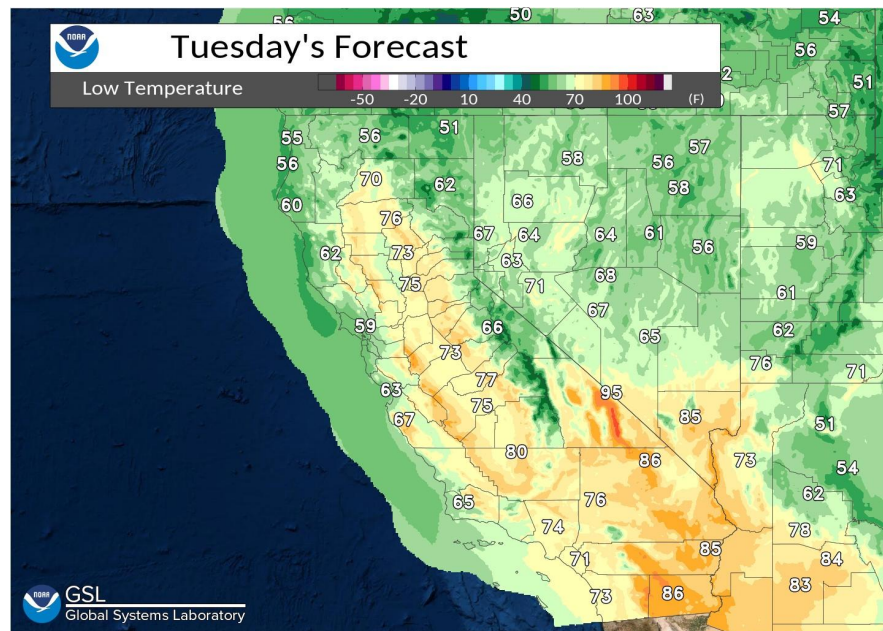 NOAA
Tuesday's Forecast
Low Temperature
-50 -20 10 40 70 100 (F)
56 50 63 54
56
51
57
55 56 51 57
56 58 56 71
70 62 58 63
60 66
76 67 64 64 61 59
62 73 63 56
75 71 68 61
67
59 66 65 62
73 76 71
77 95
63 75 85 51
67
80 86 73 54
65 76 62
74 78
71 85 84
73 86 83
NOAA
GSL
Global Systems Laboratory